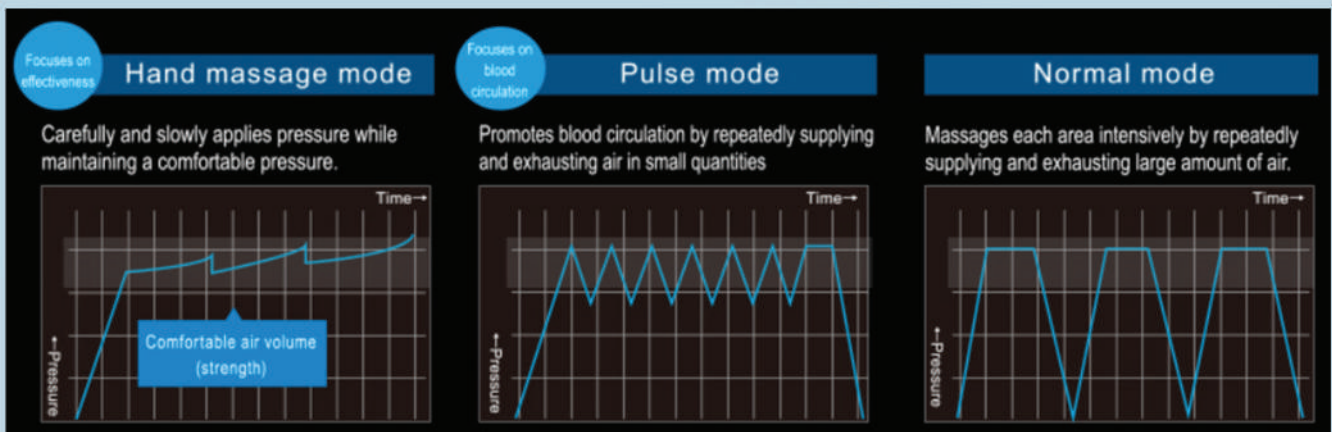 Focuses on
effectiveness
Hand massage mode
Carefully and slowly applies pressure while
maintaining a comfortable pressure.
Time→
←Pressure
Comfortable air volume
(strength)
Focuses on
blood
circulation
Pulse mode
Promotes blood circulation by repeatedly supplying
and exhausting air in small quantities
Time→
←Pressure
Normal mode
Massages each area intensively by repeatedly
supplying and exhausting large amount of air.
Time→
←Pressure